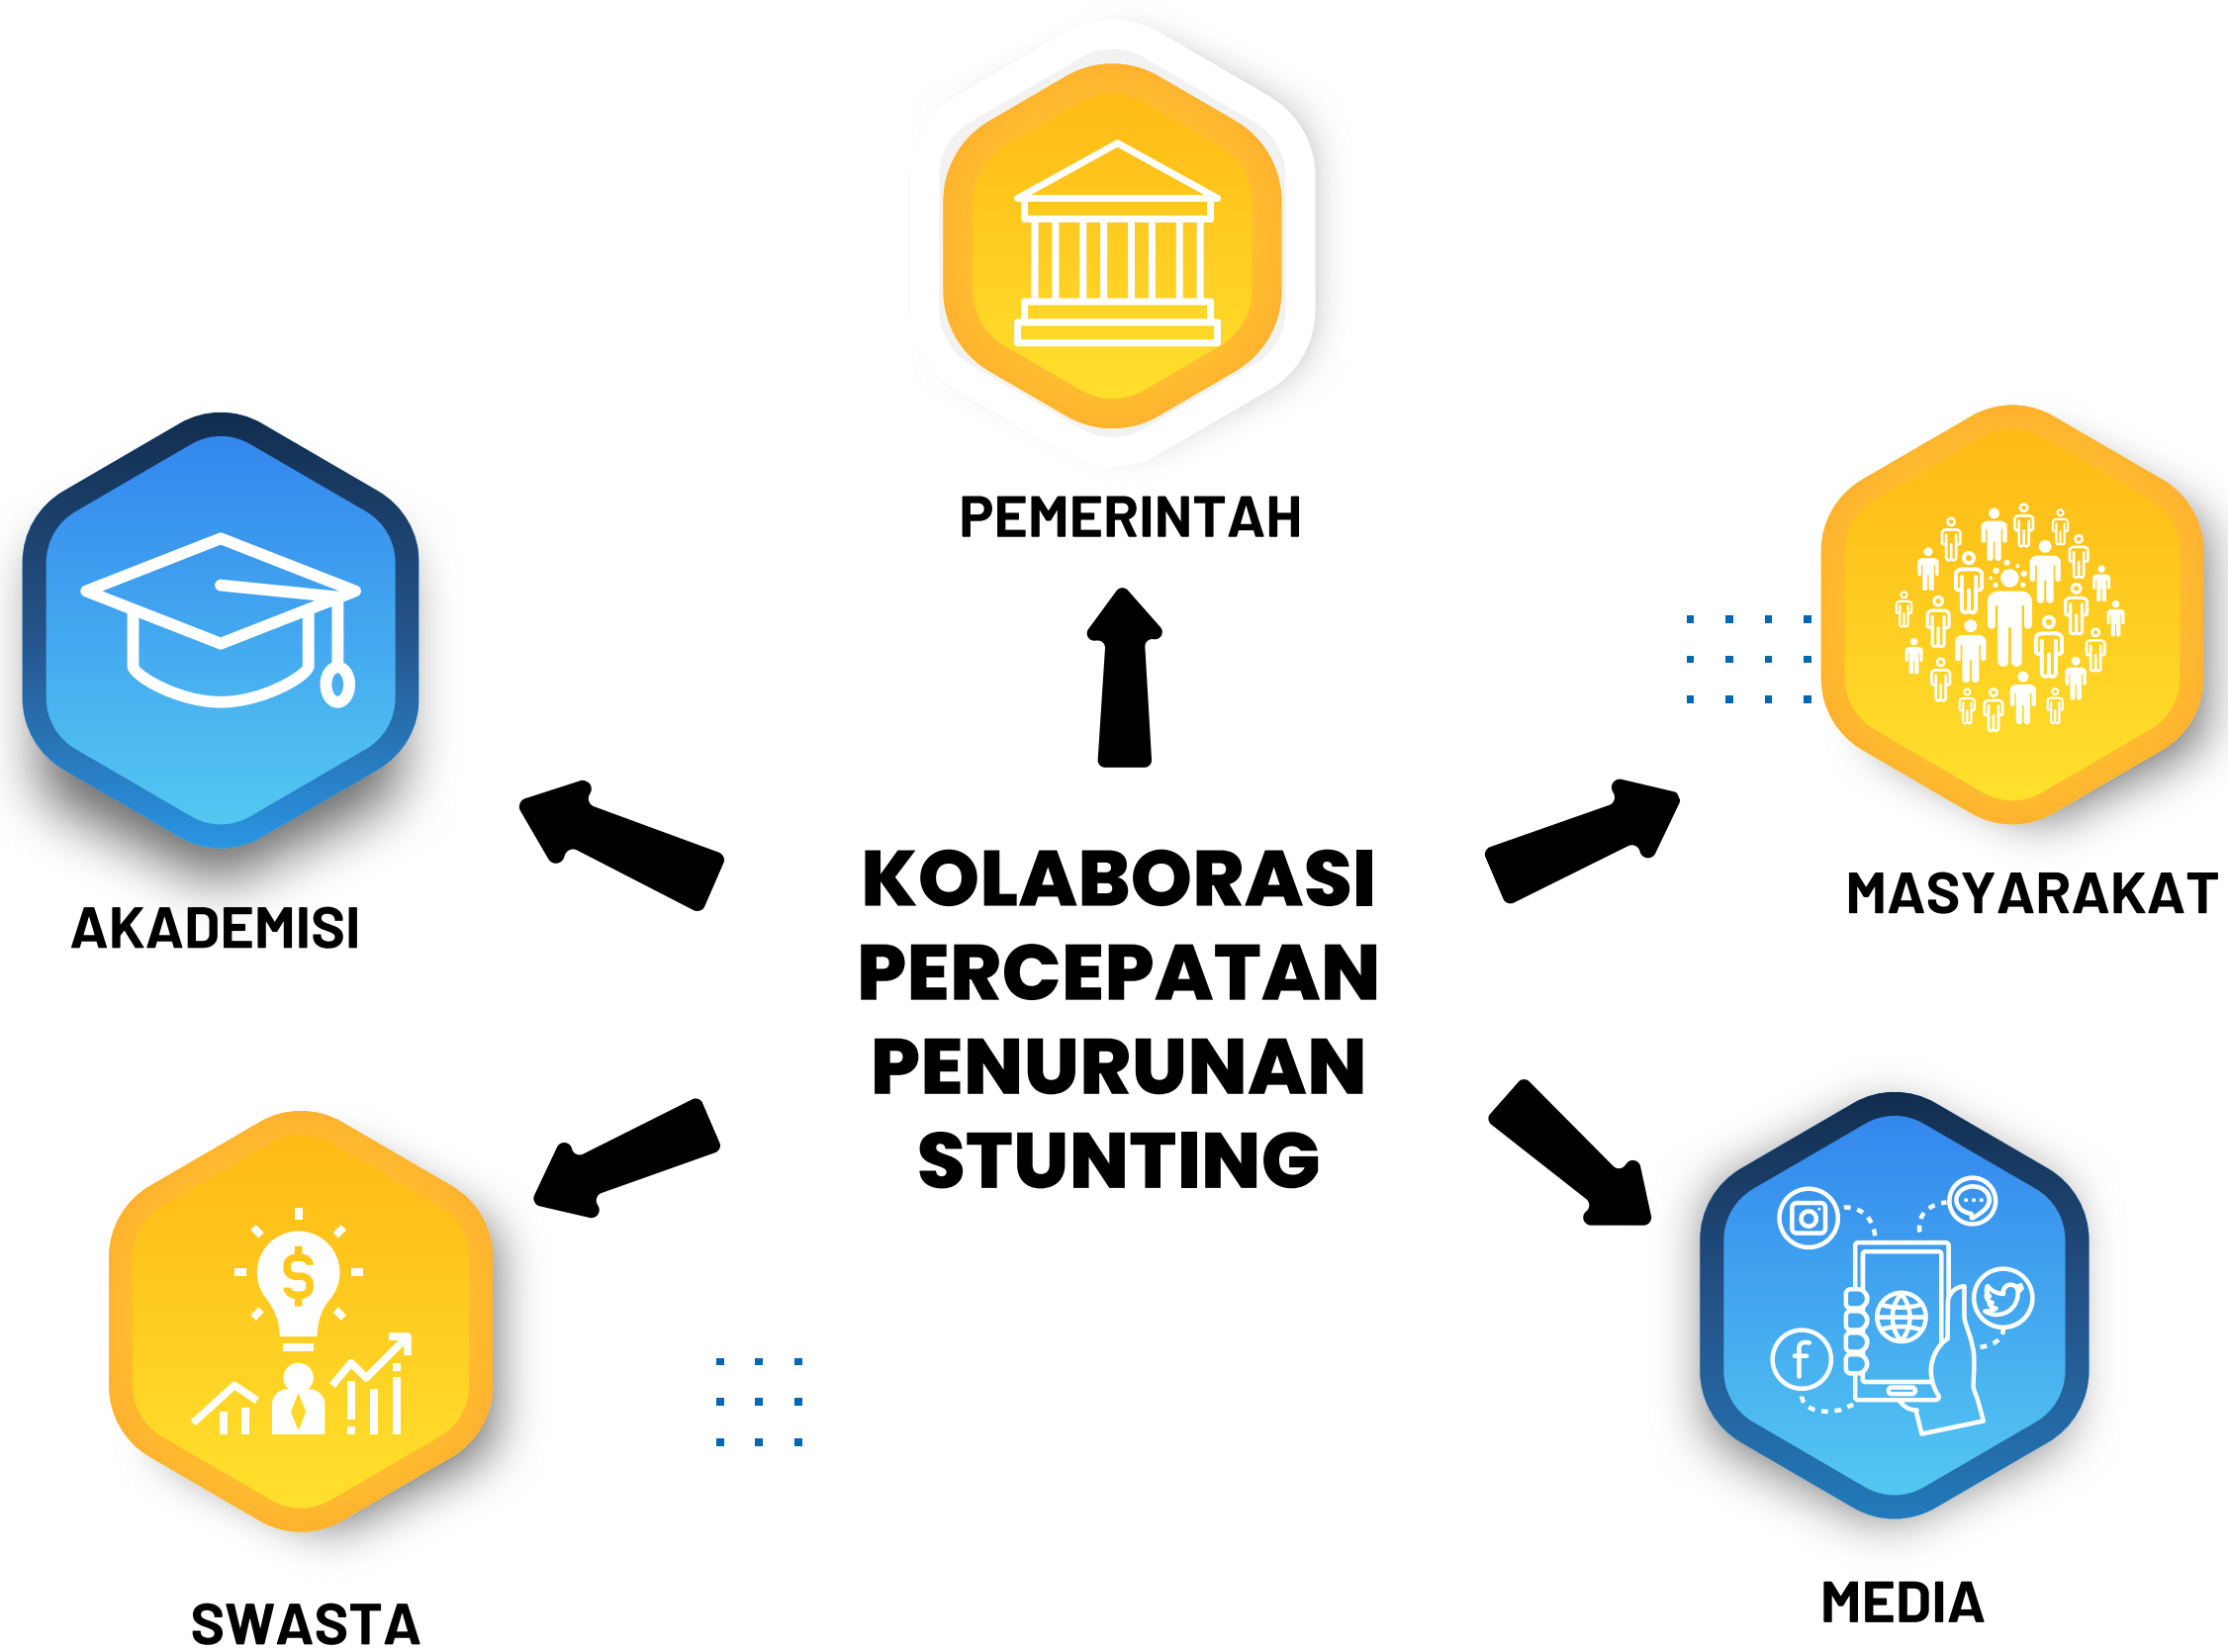 PEMERINTAH
AKADEMISI
MASYARAKAT
KOLABORASI
PERCEPATAN
PENURUNAN
STUNTING
SWASTA
MEDIA